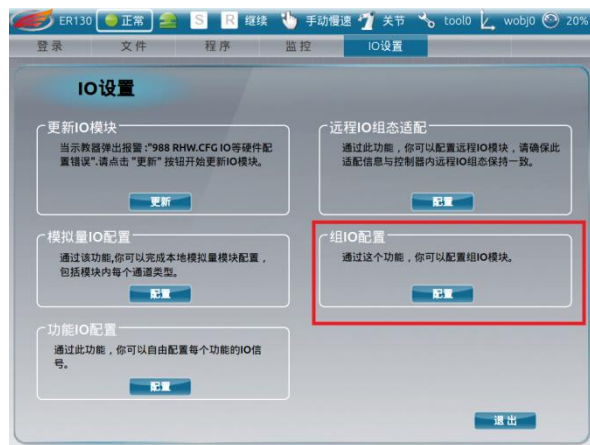 ER130 正常 S R 继续 手动慢速 关节 tool0 wobj0 20%
登录 文件 程序 监控 IO设置
IO设置
更新IO模块
当示教器弹出报警:"988 RHW.CFG IO等硬件配
置错误".请点击 "更新" 按钮开始更新IO模块。
更新
远程IO组态适配
通过此功能，你可以配置远程IO模块，请确保此
适配信息与控制器内远程IO组态保持一致。
配置
模拟量IO配置
通过该功能,你可以完成本地模拟量模块配置，
包括模块内每个通道类型。
配置
组IO配置
通过这个功能，你可以配置组IO模块。
配置
功能IO配置
通过此功能，你可以自由配置每个功能的IO信
号。
配置
退出